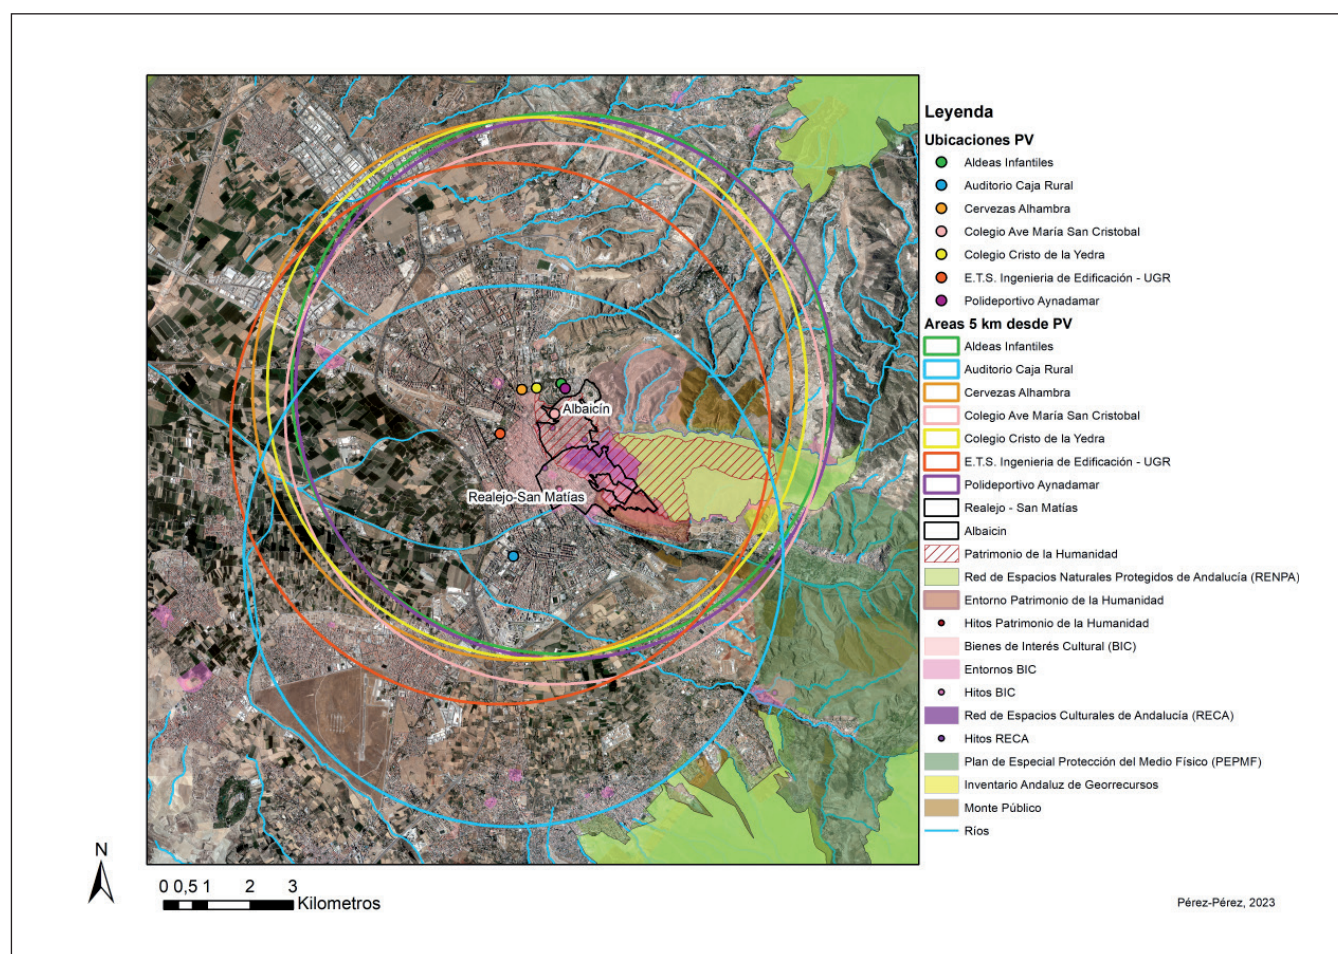 Leyenda
Ubicaciones PV
Aldeas Infantiles
Auditorio Caja Rural
Cervezas Alhambra
Colegio Ave María San Cristobal
Colegio Cristo de la Yedra
E.T.S. Ingenieria de Edificación - UGR
Polideportivo Aynadamar
Areas 5 km desde PV
Aldeas Infantiles
Auditorio Caja Rural
Cervezas Alhambra
Colegio Ave María San Cristobal
Colegio Cristo de la Yedra
E.T.S. Ingenieria de Edificación - UGR
Polideportivo Aynadamar
Realejo - San Matías
Albaicin
Patrimonio de la Humanidad
Red de Espacios Naturales Protegidos de Andalucía (RENPA)
Entorno Patrimonio de la Humanidad
Hitos Patrimonio de la Humanidad
Bienes de Interés Cultural (BIC)
Entornos BIC
Hitos BIC
Red de Espacios Culturales de Andalucía (RECA)
Hitos RECA
Plan de Especial Protección del Medio Físico (PEPMF)
Inventario Andaluz de Georrecursos
Monte Público
Ríos
Albaicín
Realejo-San Matías
N
0 0,5 1 2 3
Kilometros
Pérez-Pérez, 2023